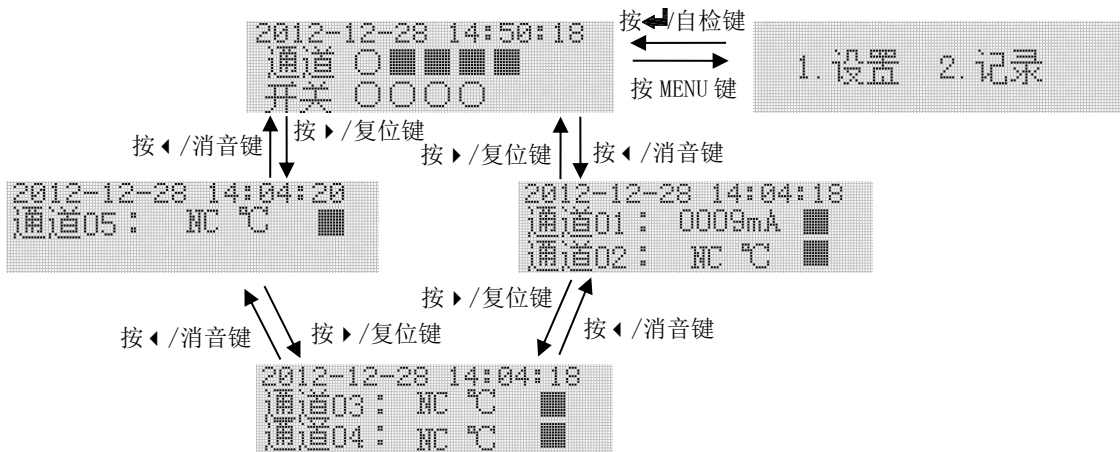 2012-12-28 14:50:18
通道 ○■■■■
开关 ○○○○
按↵/自检键
按 MENU 键
1.设置 2.记录
按◀/消音键
按▶/复位键
按▶/复位键
按◀/消音键
2012-12-28 14:04:20
通道05： NC ℃ ■
2012-12-28 14:04:18
通道01： 0009mA ■
通道02： NC ℃ ■
按◀/消音键
按▶/复位键
按▶/复位键
按◀/消音键
2012-12-28 14:04:18
通道03： NC ℃ ■
通道04： NC ℃ ■